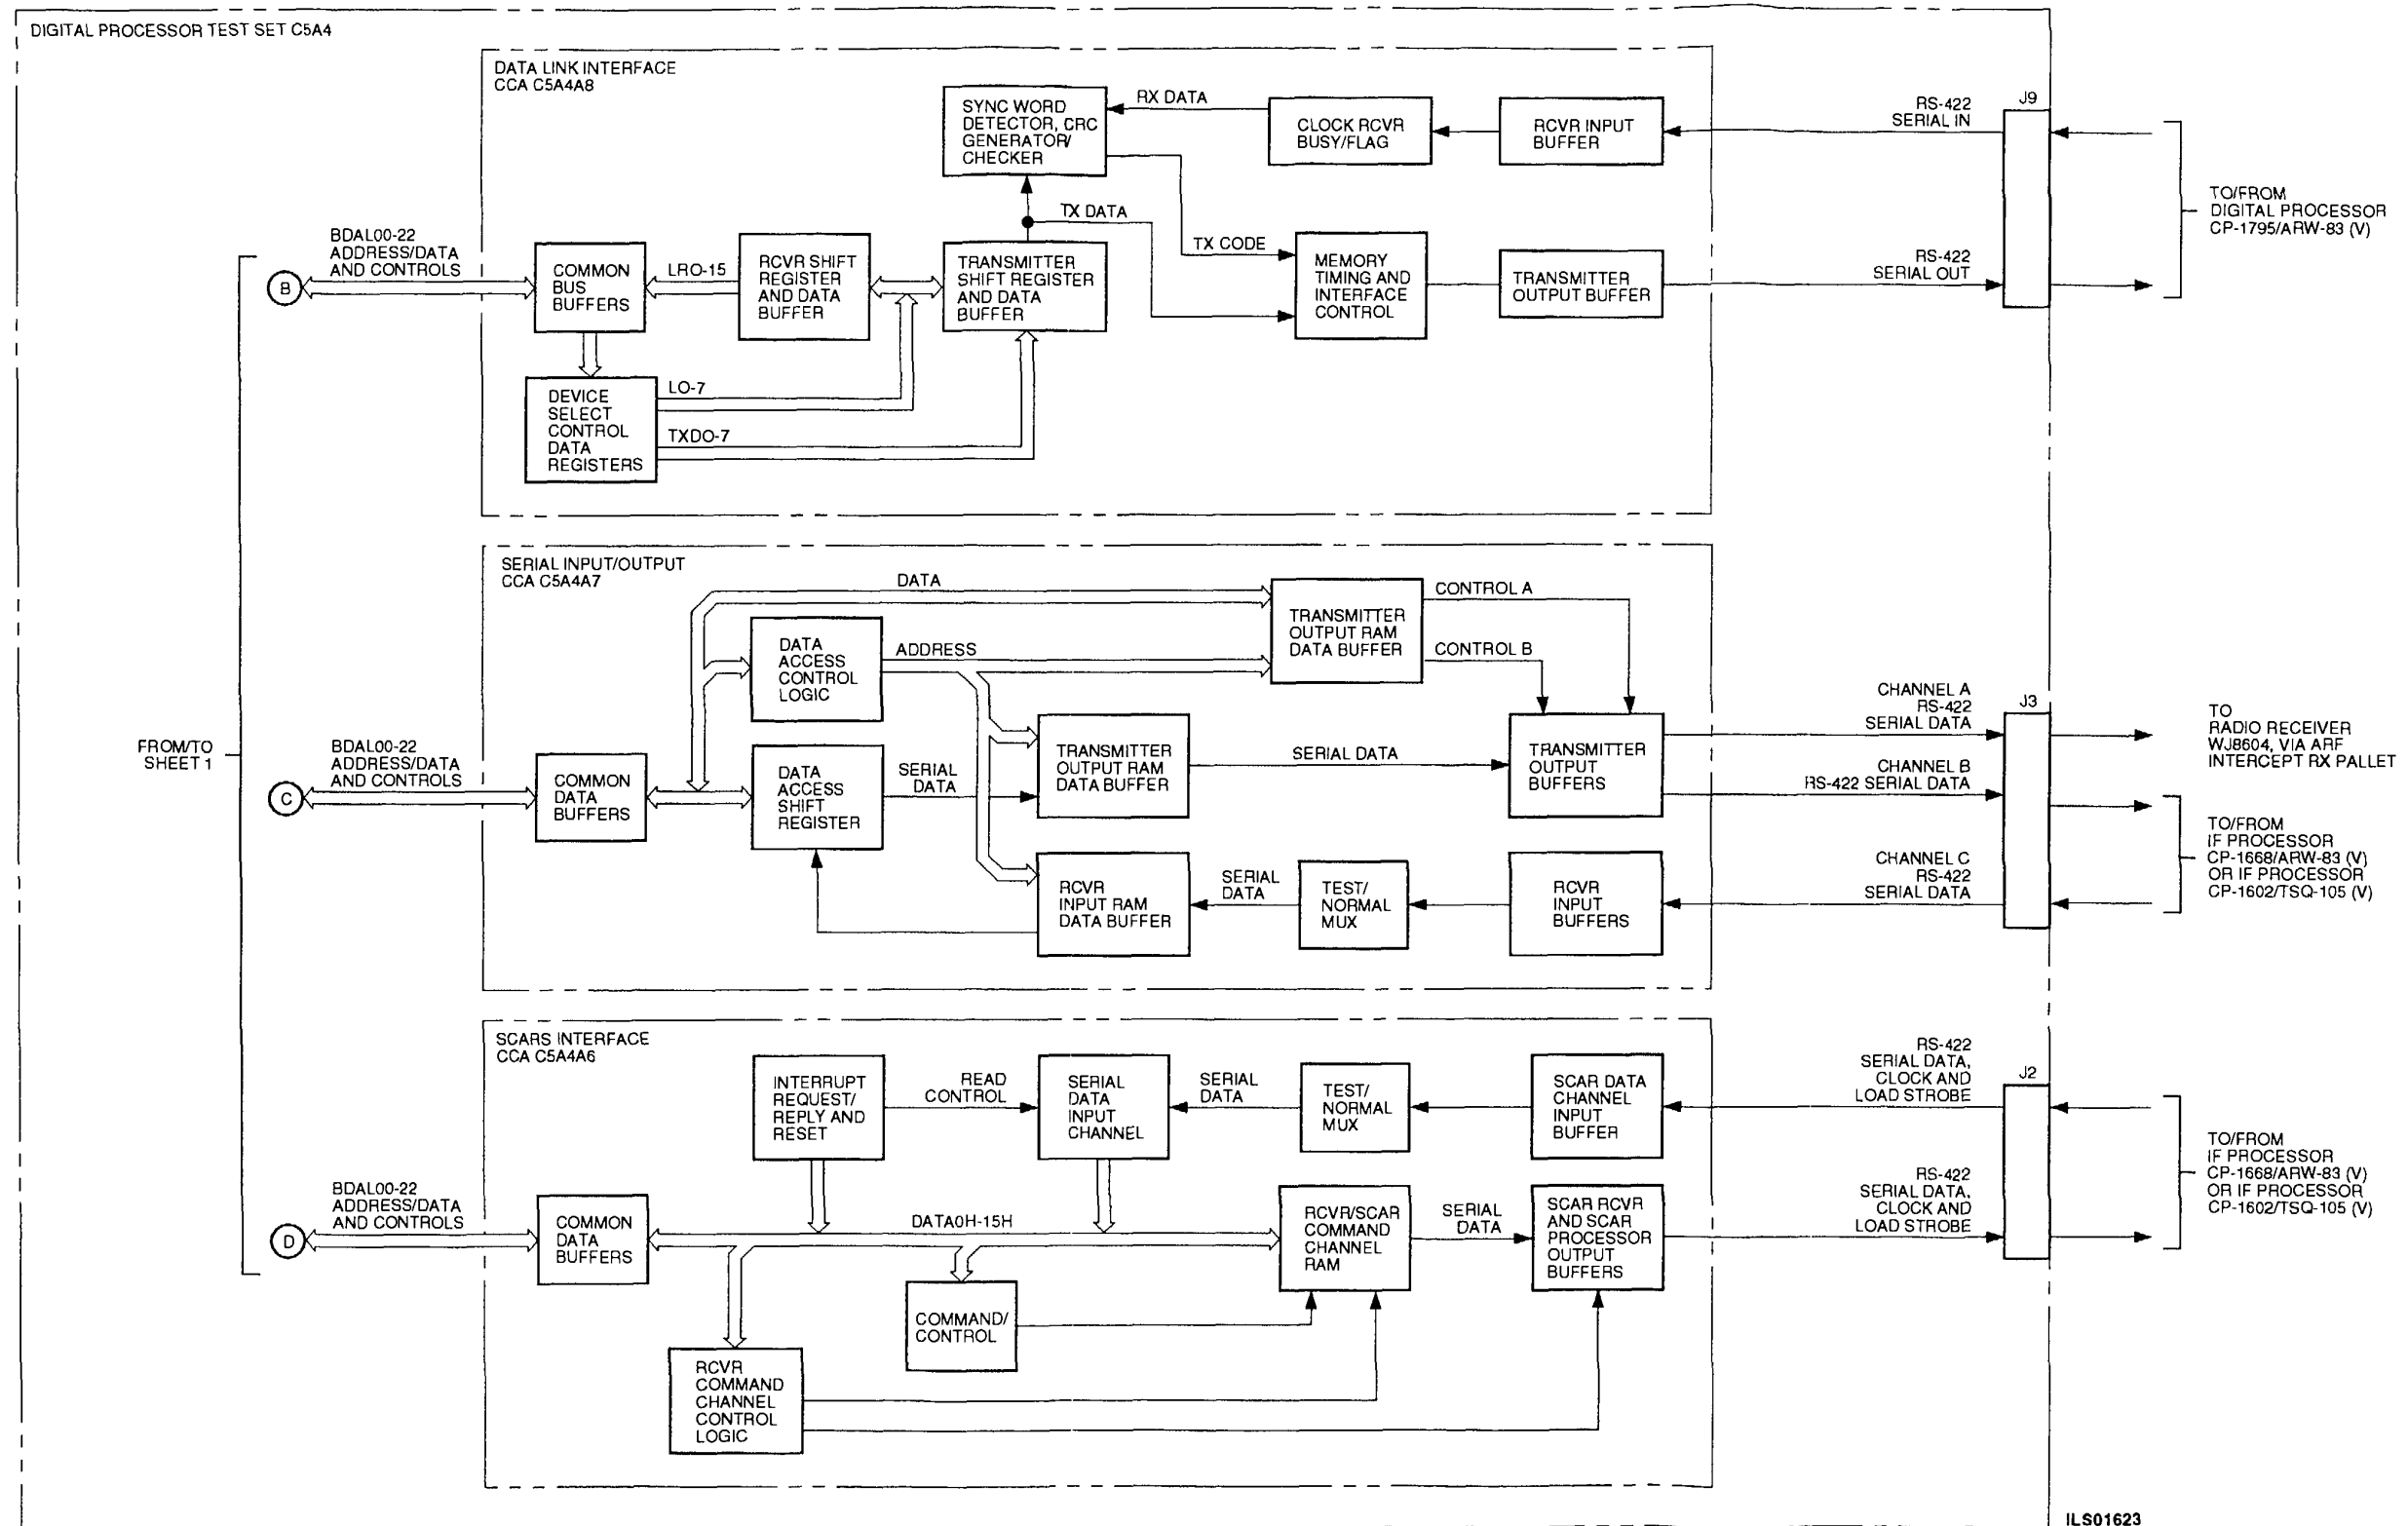 DIGITAL PROCESSOR TEST SET C5A4
DATA LINK INTERFACE
CCA C5A4A8
SYNC WORD
DETECTOR, CRC
GENERATOR/
CHECKER
RX DATA
CLOCK RCVR
BUSY/FLAG
RCVR INPUT
BUFFER
RS-422
SERIAL IN
J9
TO/FROM
DIGITAL PROCESSOR
CP-1795/ARW-83 (V)
TX DATA
TX CODE
BDAL00-22
ADDRESS/DATA
AND CONTROLS
B
COMMON
BUS
BUFFERS
LRO-15
RCVR SHIFT
REGISTER
AND DATA
BUFFER
TRANSMITTER
SHIFT REGISTER
AND DATA
BUFFER
MEMORY
TIMING AND
INTERFACE
CONTROL
TRANSMITTER
OUTPUT BUFFER
RS-422
SERIAL OUT
DEVICE
SELECT
CONTROL
DATA
REGISTERS
LO-7
TXDO-7
SERIAL INPUT/OUTPUT
CCA C5A4A7
DATA
DATA
ACCESS
CONTROL
LOGIC
ADDRESS
TRANSMITTER
OUTPUT RAM
DATA BUFFER
CONTROL A
CONTROL B
FROM/TO
SHEET 1
BDAL00-22
ADDRESS/DATA
AND CONTROLS
C
COMMON
DATA
BUFFERS
DATA
ACCESS
SHIFT
REGISTER
SERIAL
DATA
TRANSMITTER
OUTPUT RAM
DATA BUFFER
SERIAL DATA
TRANSMITTER
OUTPUT
BUFFERS
CHANNEL A
RS-422
SERIAL DATA
CHANNEL B
RS-422 SERIAL DATA
J3
TO
RADIO RECEIVER
WJ8604, VIA ARF
INTERCEPT RX PALLET
RCVR
INPUT RAM
DATA BUFFER
SERIAL
DATA
TEST/
NORMAL
MUX
RCVR
INPUT
BUFFERS
CHANNEL C
RS-422
SERIAL DATA
TO/FROM
IF PROCESSOR
CP-1668/ARW-83 (V)
OR IF PROCESSOR
CP-1602/TSQ-105 (V)
SCARS INTERFACE
CCA C5A4A6
INTERRUPT
REQUEST/
REPLY AND
RESET
READ
CONTROL
SERIAL
DATA
INPUT
CHANNEL
SERIAL
DATA
TEST/
NORMAL
MUX
SCAR DATA
CHANNEL
INPUT
BUFFER
RS-422
SERIAL DATA,
CLOCK AND
LOAD STROBE
J2
TO/FROM
IF PROCESSOR
CP-1668/ARW-83 (V)
OR IF PROCESSOR
CP-1602/TSQ-105 (V)
BDAL00-22
ADDRESS/DATA
AND CONTROLS
D
COMMON
DATA
BUFFERS
DATA0H-15H
RCVR/SCAR
COMMAND
CHANNEL
RAM
SERIAL
DATA
SCAR RCVR
AND SCAR
PROCESSOR
OUTPUT
BUFFERS
RS-422
SERIAL DATA,
CLOCK AND
LOAD STROBE
COMMAND/
CONTROL
RCVR
COMMAND
CHANNEL
CONTROL
LOGIC
ILS01623